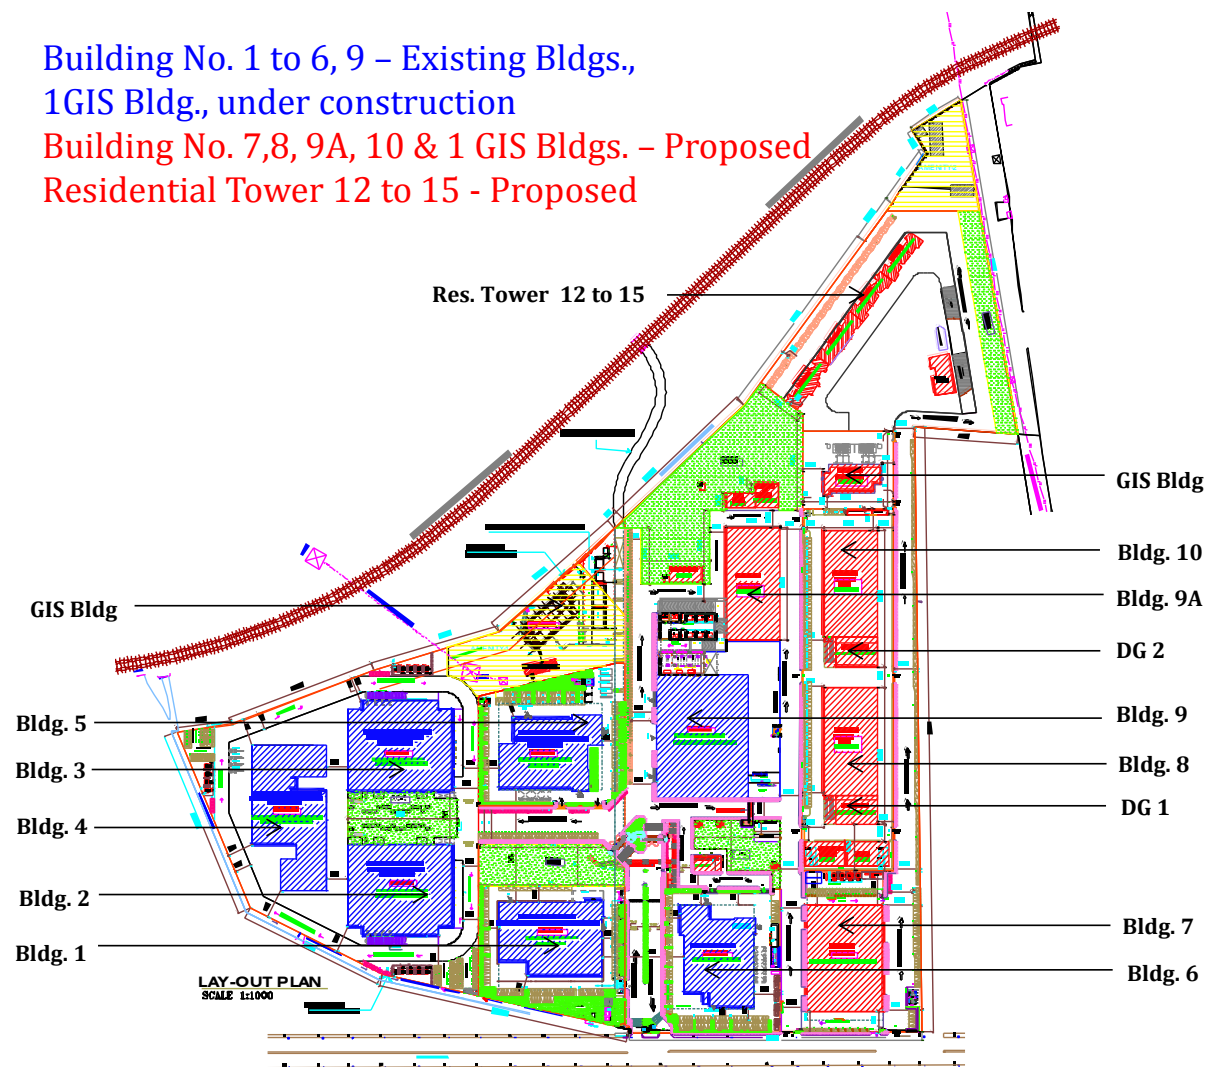 Building No. 1 to 6, 9 – Existing Bldgs.,
1GIS Bldg., under construction
Building No. 7,8, 9A, 10 & 1 GIS Bldgs. – Proposed
Residential Tower 12 to 15 - Proposed
Res. Tower 12 to 15
GIS Bldg
Bldg. 10
Bldg. 9A
GIS Bldg
DG 2
Bldg. 9
Bldg. 5
Bldg. 3
Bldg. 8
DG 1
Bldg. 4
Bldg. 2
Bldg. 7
Bldg. 1
Bldg. 6
LAY-OUT PLAN
SCALE 1:1000